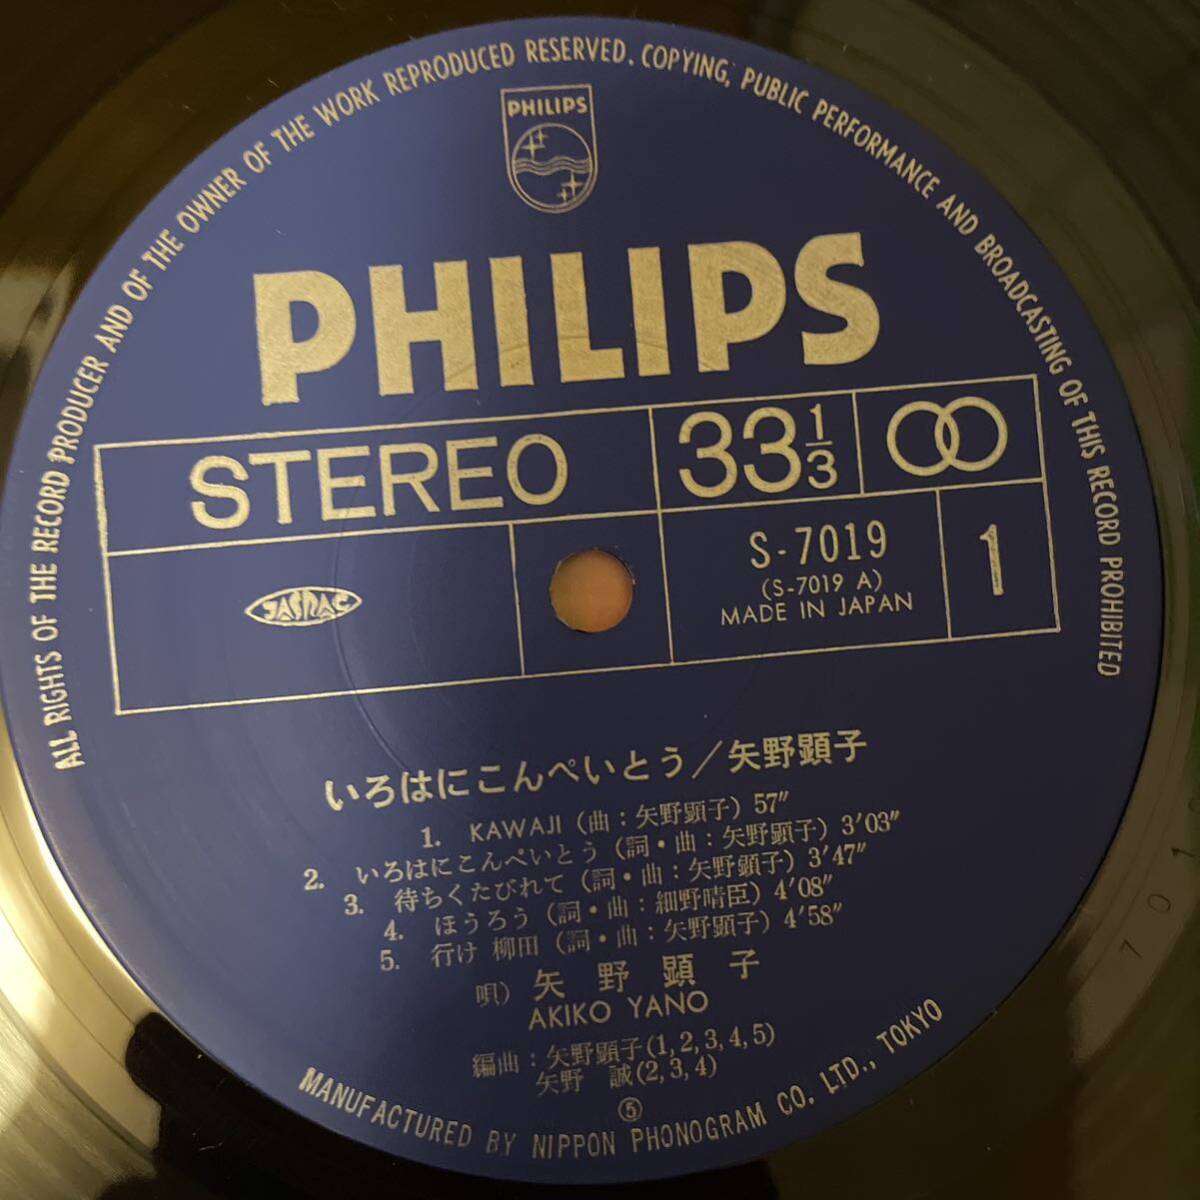 ALL RIGHTS OF THE RECORD PRODUCER AND OF THE OWNER OF THE WORK REPRODUCED RESERVED. COPYING, PUBLIC PERFORMANCE AND BROADCASTING OF THIS RECORD PROHIBITED
PHILIPS
PHILIPS
STEREO 33 1/3
JASRAC
S-7019
(S-7019 A)
MADE IN JAPAN
1
いろはにこんぺいとう/矢野顕子
1. KAWAJI (曲:矢野顕子) 57″
2. いろはにこんぺいとう (詞・曲:矢野顕子) 3′03″
3. 待ちくたびれて (詞・曲:矢野顕子) 3′47″
4. ほうろう (詞・曲:細野晴臣) 4′08″
5. 行け 柳田 (詞・曲:矢野顕子) 4′58″
唄) 矢野顕子
AKIKO YANO
編曲:矢野顕子(1,2,3,4,5)
矢野 誠(2,3,4)
⑤
MANUFACTURED BY NIPPON PHONOGRAM CO. LTD., TOKYO